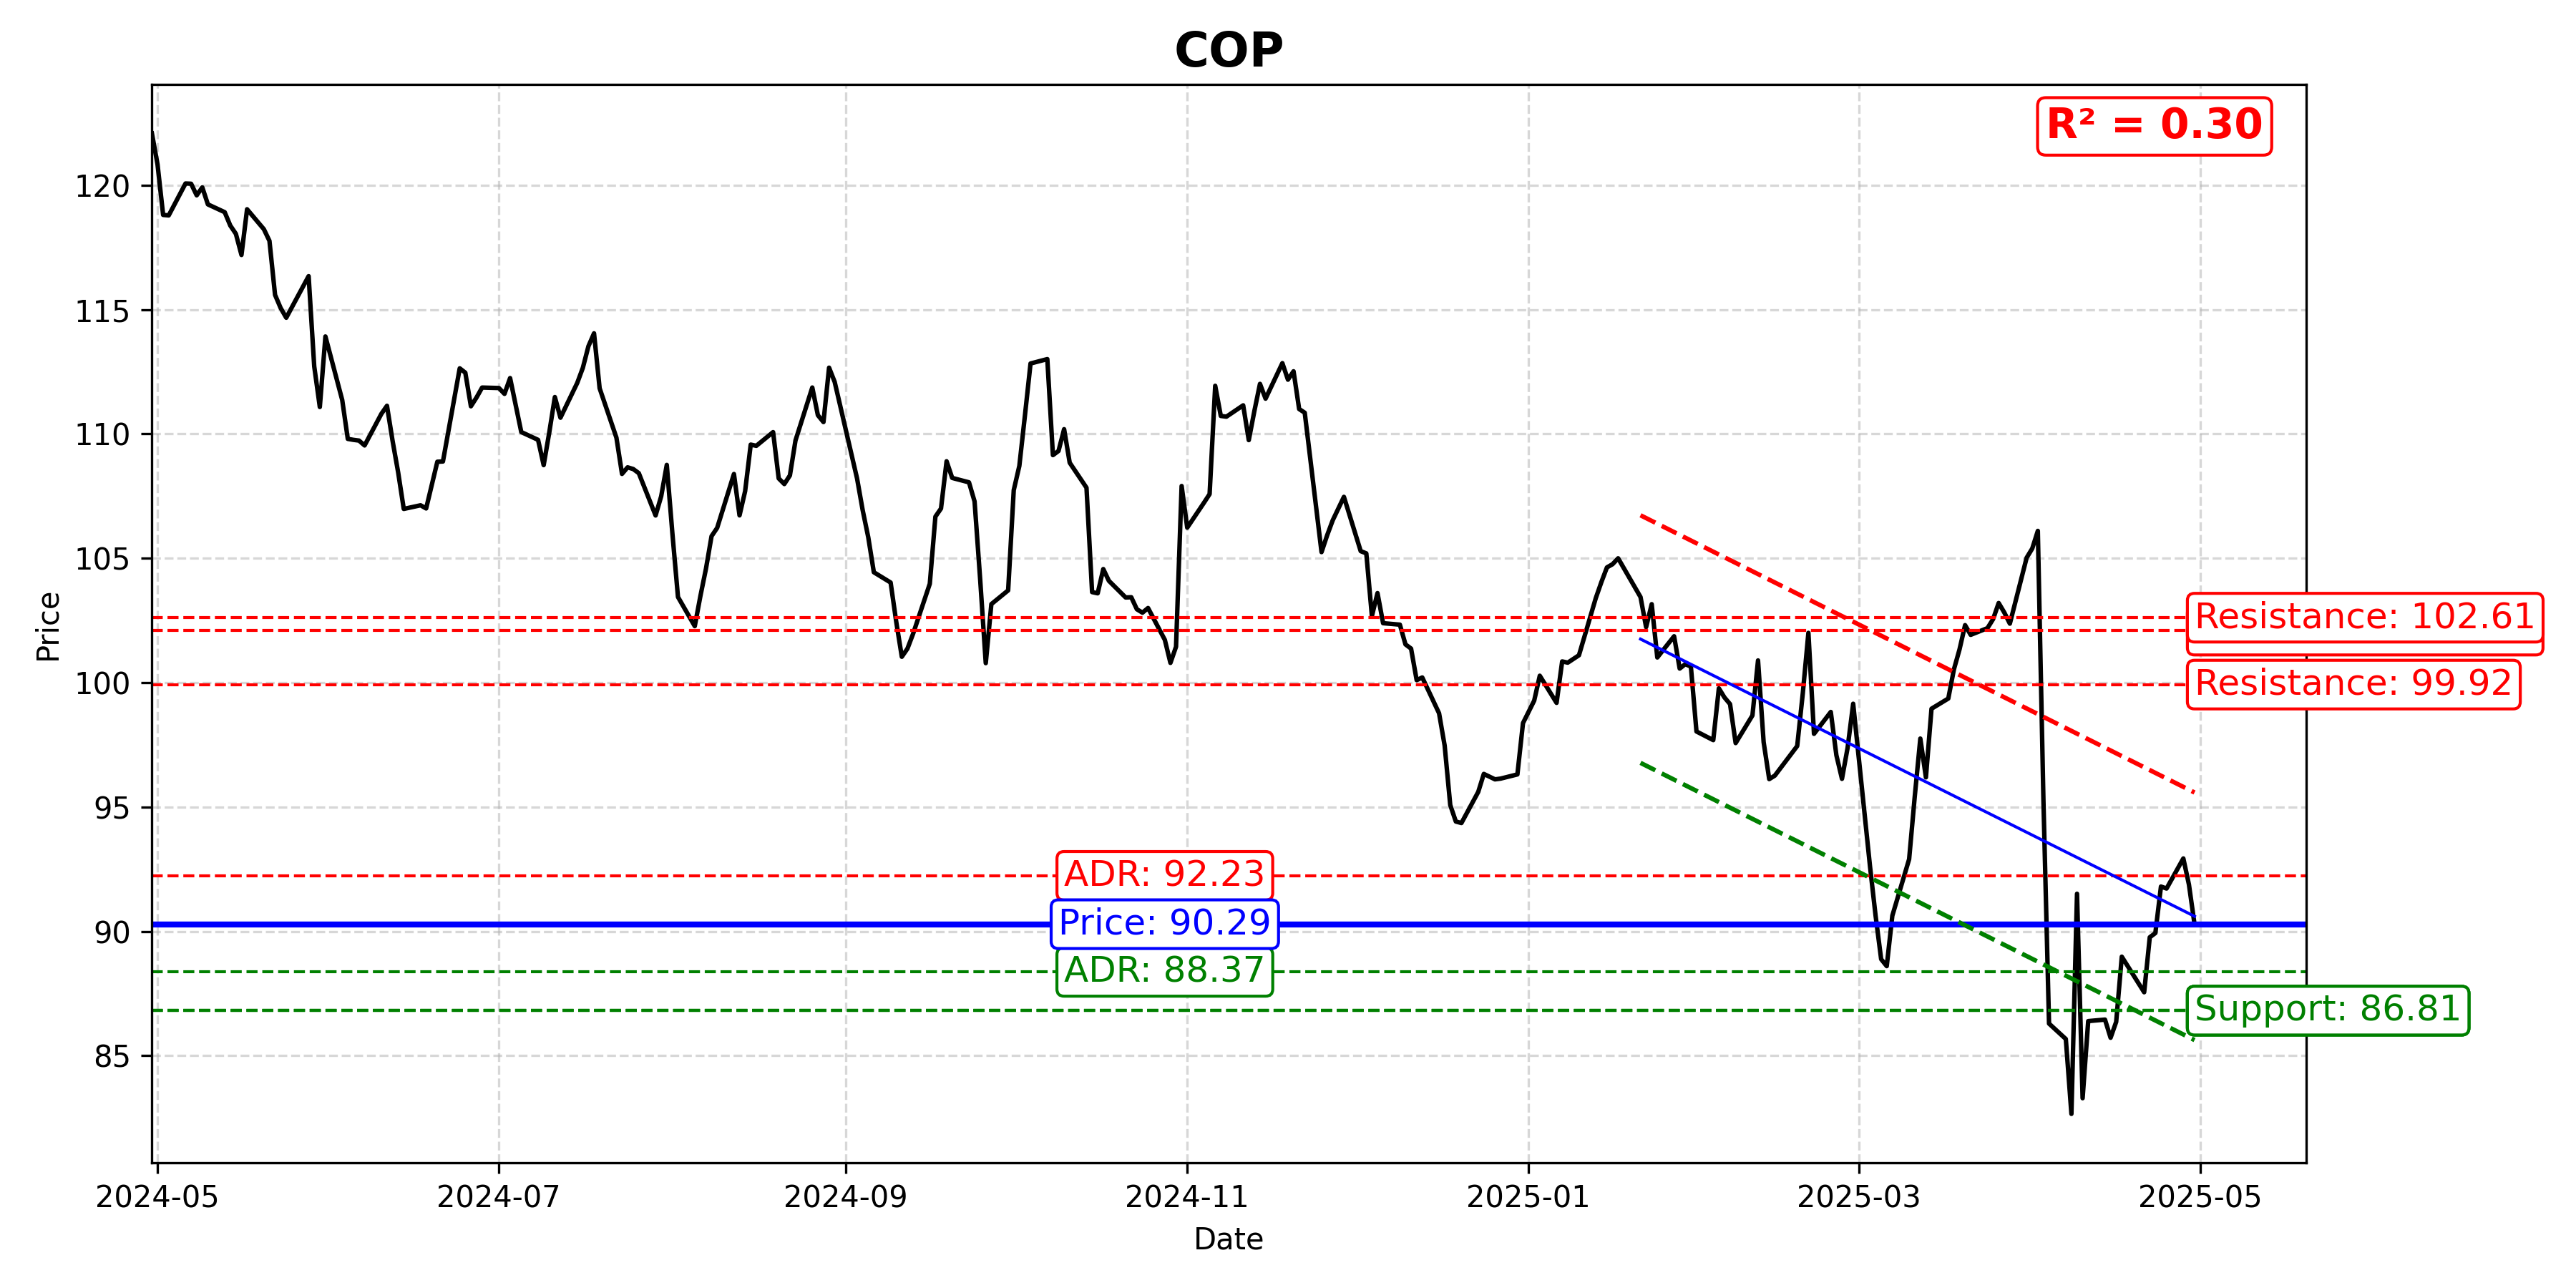 COP
R² = 0.30
120
115
110
105
100
95
90
85
Price
Resistance: 102.61
Resistance: 99.92
ADR: 92.23
Price: 90.29
ADR: 88.37
Support: 86.81
2024-05
2024-07
2024-09
2024-11
2025-01
2025-03
2025-05
Date